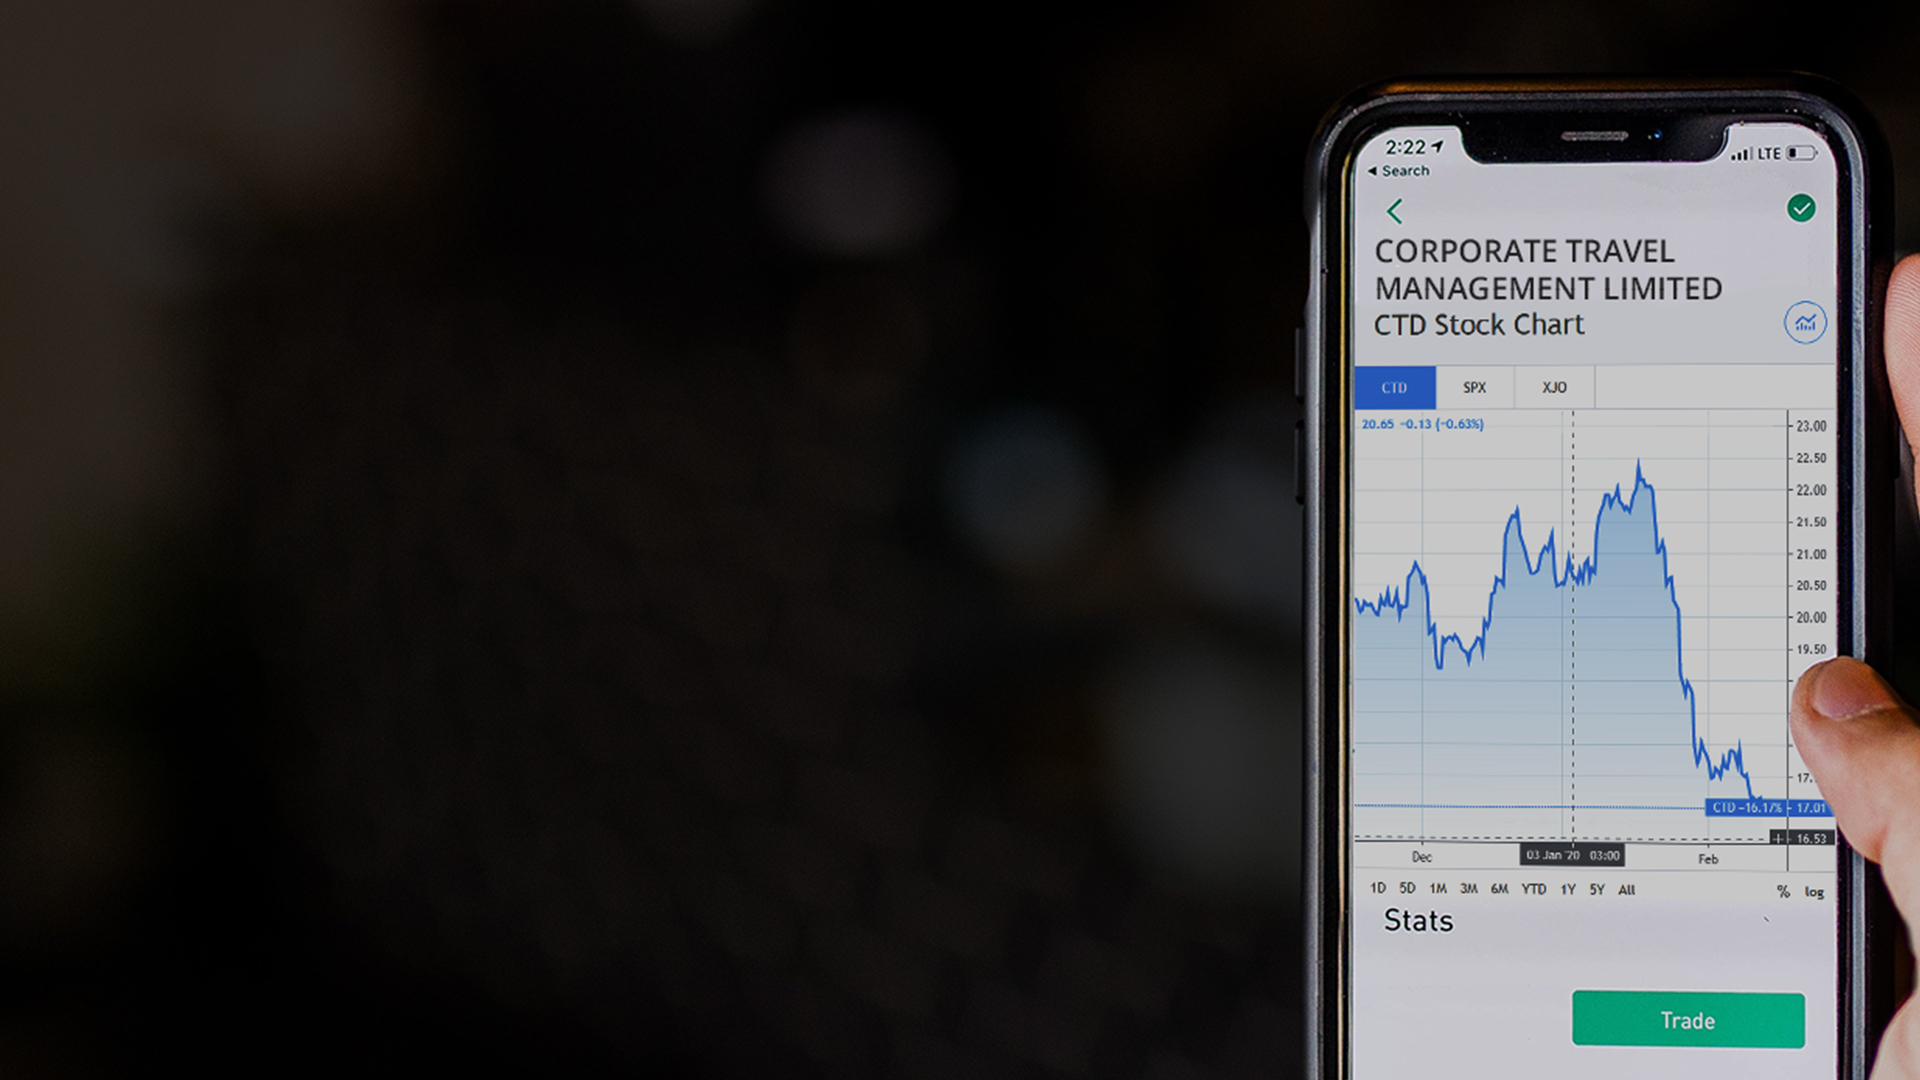 2:22
LTE
Search
CORPORATE TRAVEL
MANAGEMENT LIMITED
CTD Stock Chart
CTD SPX XJO
20.65 -0.13 (-0.63%)
23.00
22.50
22.00
21.50
21.00
20.50
20.00
19.50
17.
CTD -16.17% - 17.01
+ 16.53
Dec 03 Jan '20 03:00 Feb
1D 5D 1M 3M 6M YTD 1Y 5Y All % log
Stats
Trade